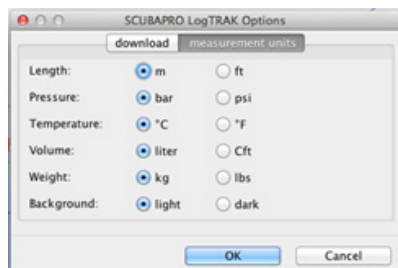 SCUBAPRO LogTRAK Options
download measurement units
Length: m ft
Pressure: bar psi
Temperature: °C °F
Volume: liter Cft
Weight: kg lbs
Background: light dark
OK Cancel